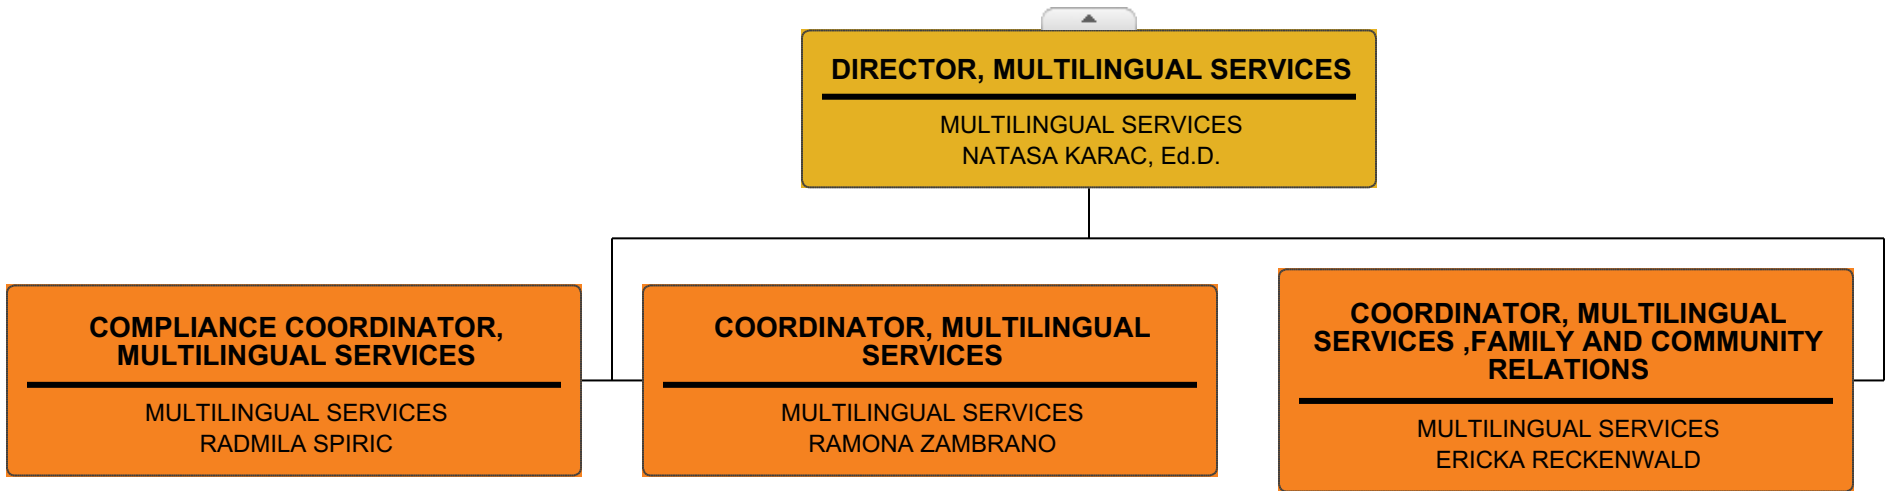 DIRECTOR, MULTILINGUAL SERVICES
MULTILINGUAL SERVICES
NATASA KARAC, Ed.D.
COMPLIANCE COORDINATOR,
MULTILINGUAL SERVICES
MULTILINGUAL SERVICES
RADMILA SPIRIC
COORDINATOR, MULTILINGUAL
SERVICES
MULTILINGUAL SERVICES
RAMONA ZAMBRANO
COORDINATOR, MULTILINGUAL
SERVICES ,FAMILY AND COMMUNITY
RELATIONS
MULTILINGUAL SERVICES
ERICKA RECKENWALD